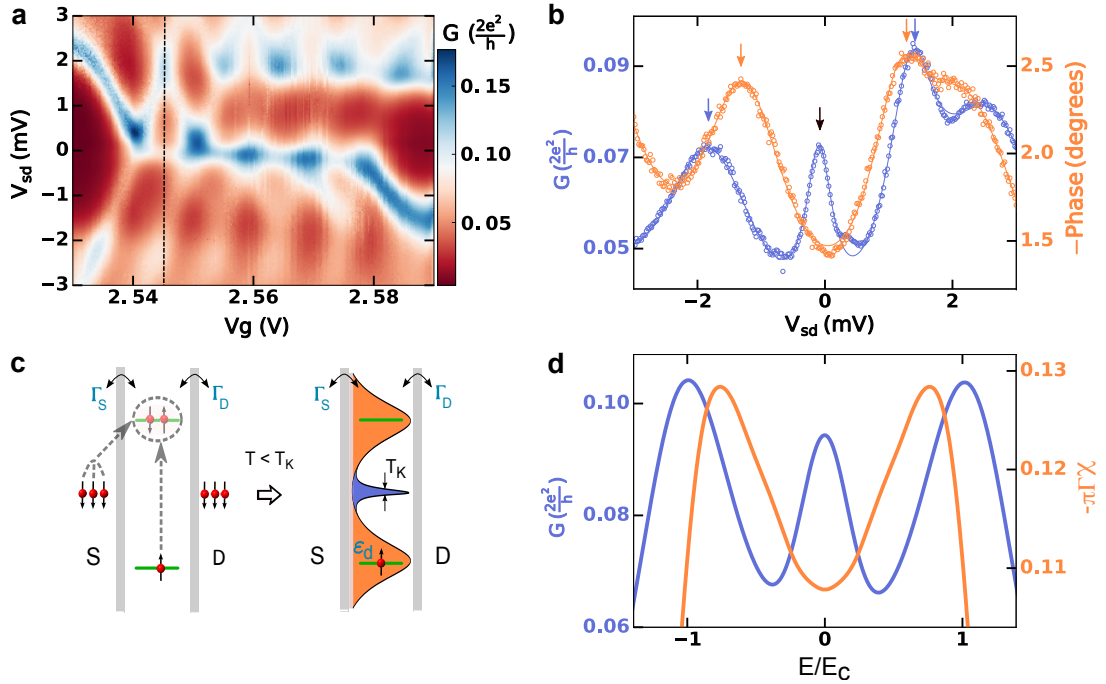 a
G (2e²/h)
3
2
1
0
−1
−2
−3
V_sd (mV)
2.54
2.56
2.58
Vg (V)
0.15
0.10
0.05
b
0.09
0.07
0.05
G (2e²/h)
2.5
2.0
1.5
−Phase (degrees)
−2
0
2
V_sd (mV)
c
Γ_S
Γ_D
S
D
T < T_K
Γ_S
Γ_D
T_K
ε_d
S
D
d
0.10
0.08
0.06
G (2e²/h)
0.13
0.12
0.11
-πΓχ
−1
0
1
E/E_C